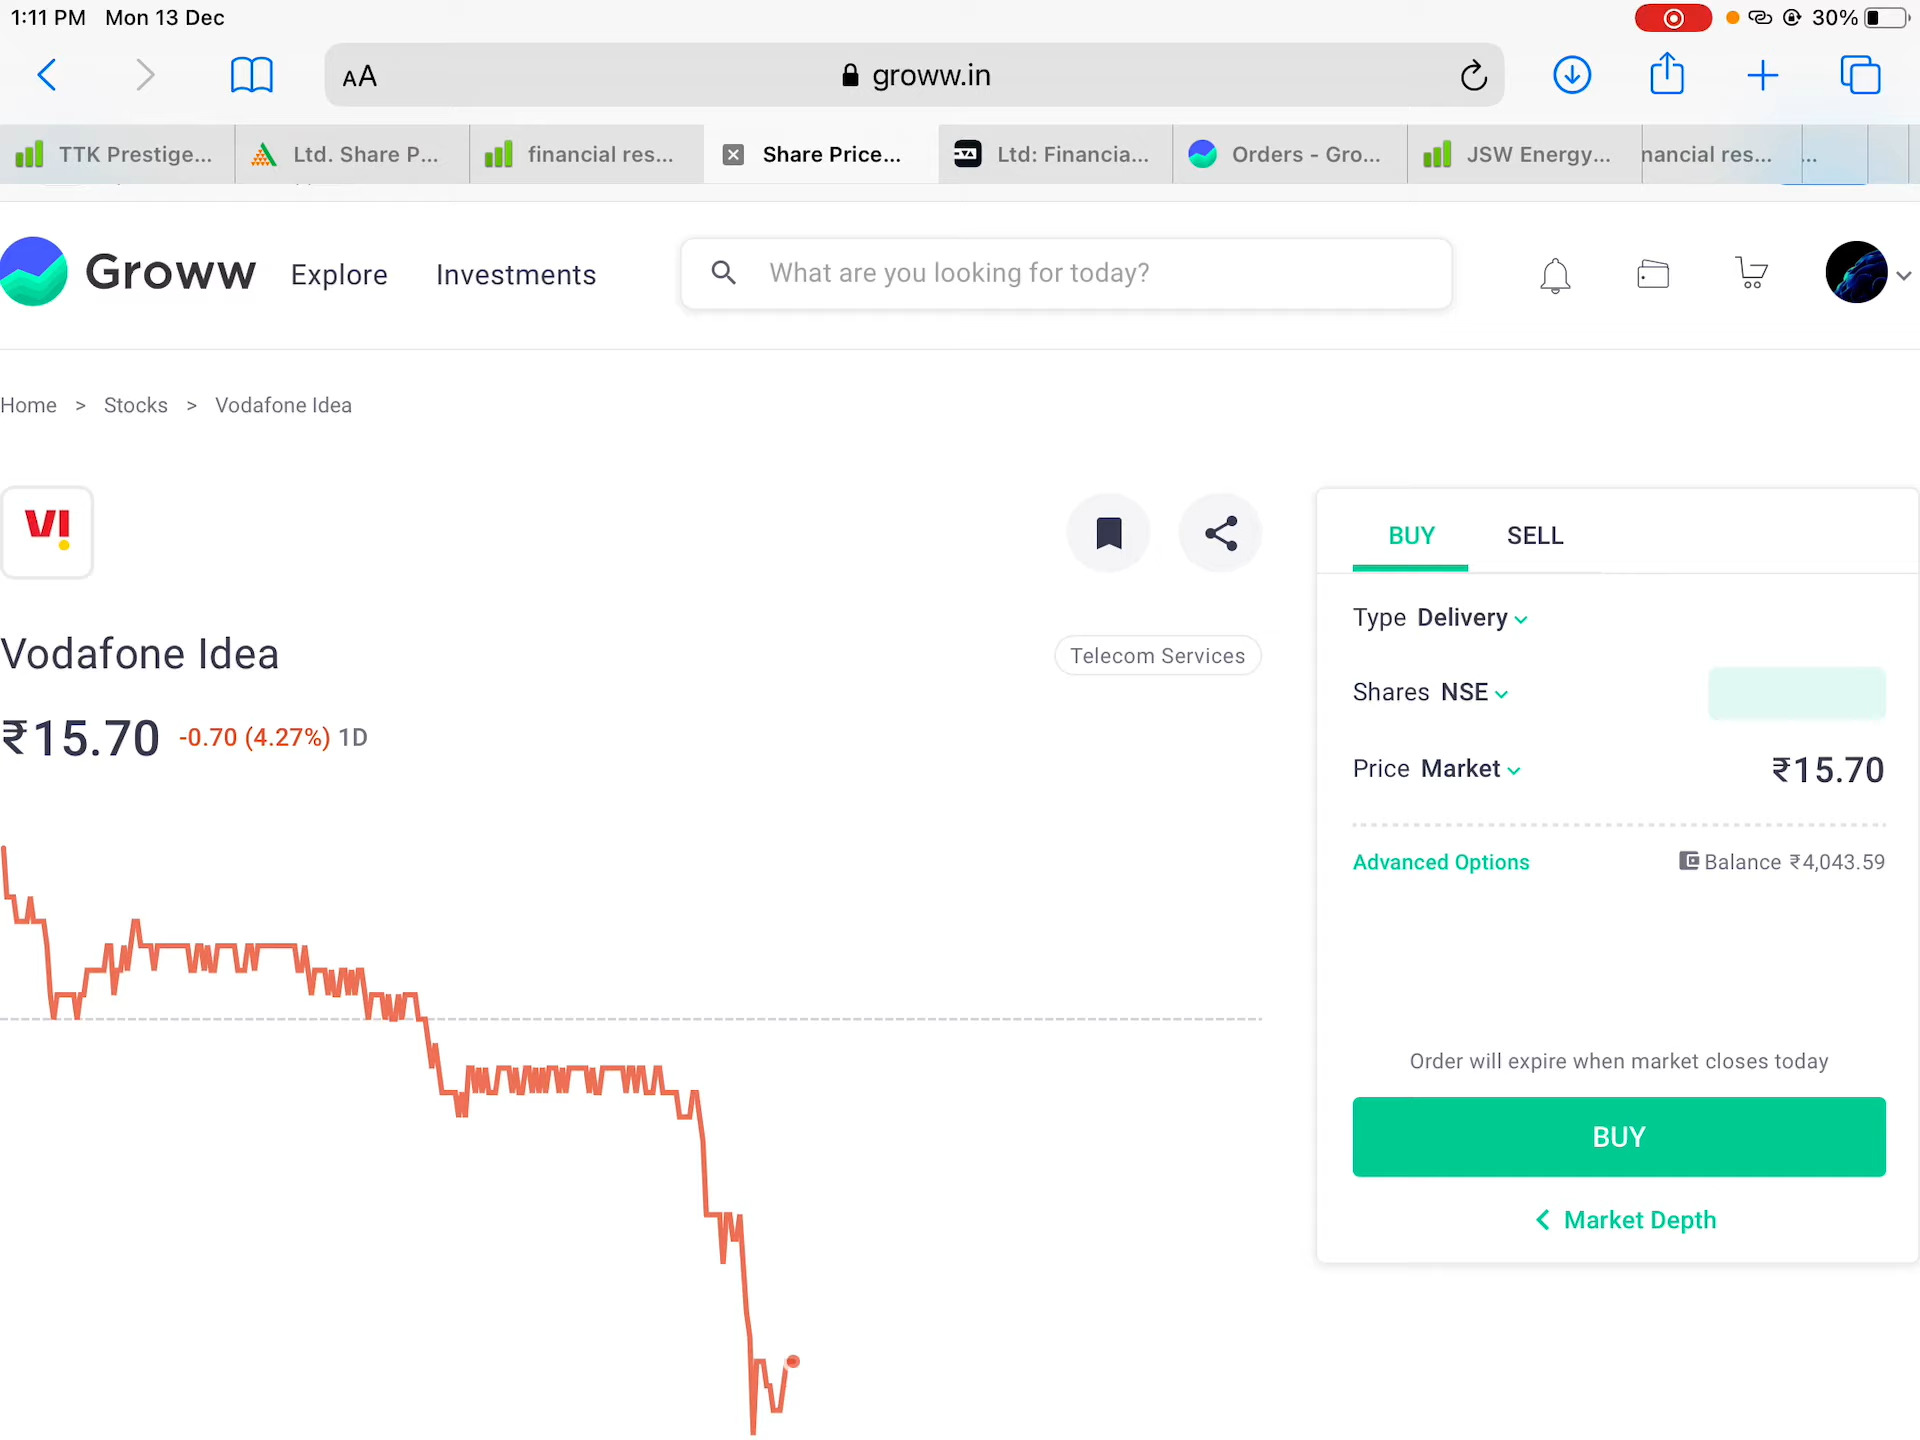 1:11 PM Mon 13 Dec
30%
AA groww.in
TTK Prestige... Ltd. Share P... financial res... Share Price... Ltd: Financia... Orders - Gro... JSW Energy... nancial res... ...
Groww Explore Investments What are you looking for today?
Home > Stocks > Vodafone Idea
VI
BUY SELL
Type Delivery
Vodafone Idea
Telecom Services
Shares NSE
₹15.70 -0.70 (4.27%) 1D
Price Market ₹15.70
Advanced Options Balance ₹4,043.59
Order will expire when market closes today
BUY
Market Depth